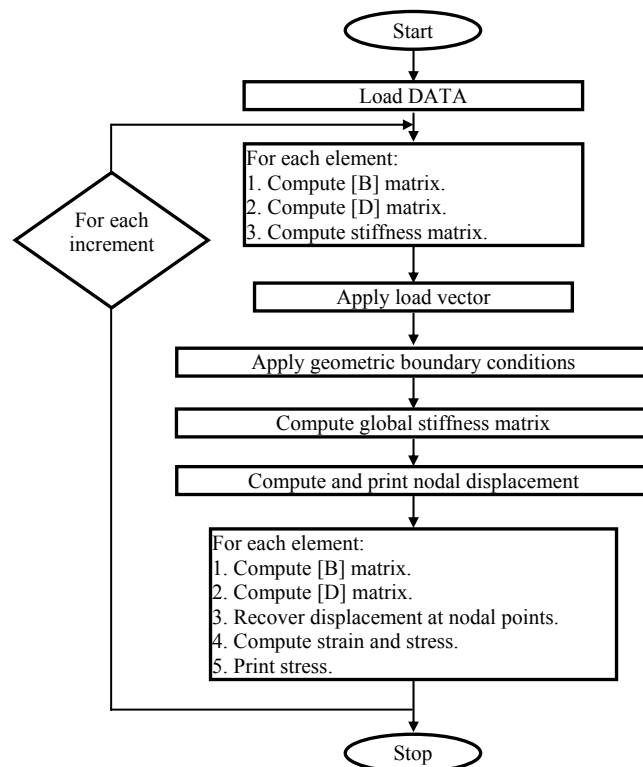 Start
Load DATA
For each element:
1. Compute [B] matrix.
2. Compute [D] matrix.
3. Compute stiffness matrix.
For each
increment
Apply load vector
Apply geometric boundary conditions
Compute global stiffness matrix
Compute and print nodal displacement
For each element:
1. Compute [B] matrix.
2. Compute [D] matrix.
3. Recover displacement at nodal points.
4. Compute strain and stress.
5. Print stress.
Stop